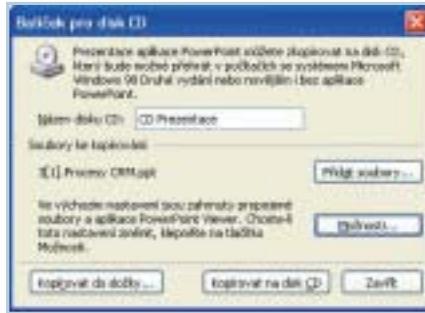 Balíček pro disk CD
Prezentace aplikace PowerPoint můžete zkopírovat na disk CD,
který bude možné přehrát v počítačích se systémem Microsoft
Windows 98 Druhé vydání nebo novějším i bez aplikace
PowerPoint.
Název disku CD: CD Prezentace
Soubory ke kopírování
Procesy CRM.ppt Přidat soubory...
Ve výchozím nastavení jsou zahrnuty propojené
soubory a aplikace PowerPoint Viewer. Chcete-li
toto nastavení změnit, klepněte na tlačítko
Možnosti.
Možnosti...
Kopírovat do složky... Kopírovat na disk CD Zavřít